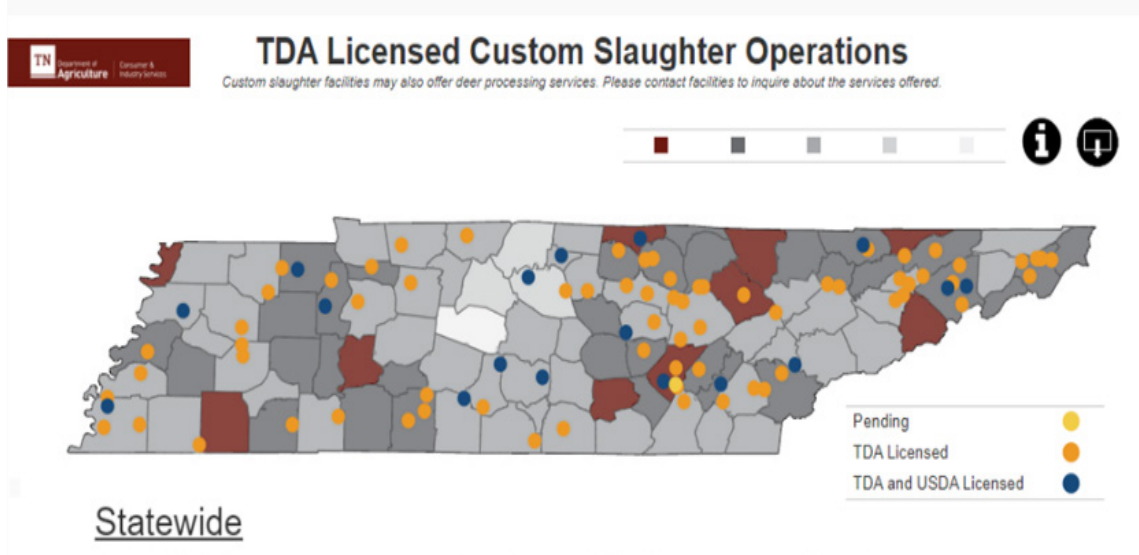 TN
Department of
Agriculture
Consumer &
Industry Services
TDA Licensed Custom Slaughter Operations
Custom slaughter facilities may also offer deer processing services. Please contact facilities to inquire about the services offered.
i
Pending
TDA Licensed
TDA and USDA Licensed
Statewide